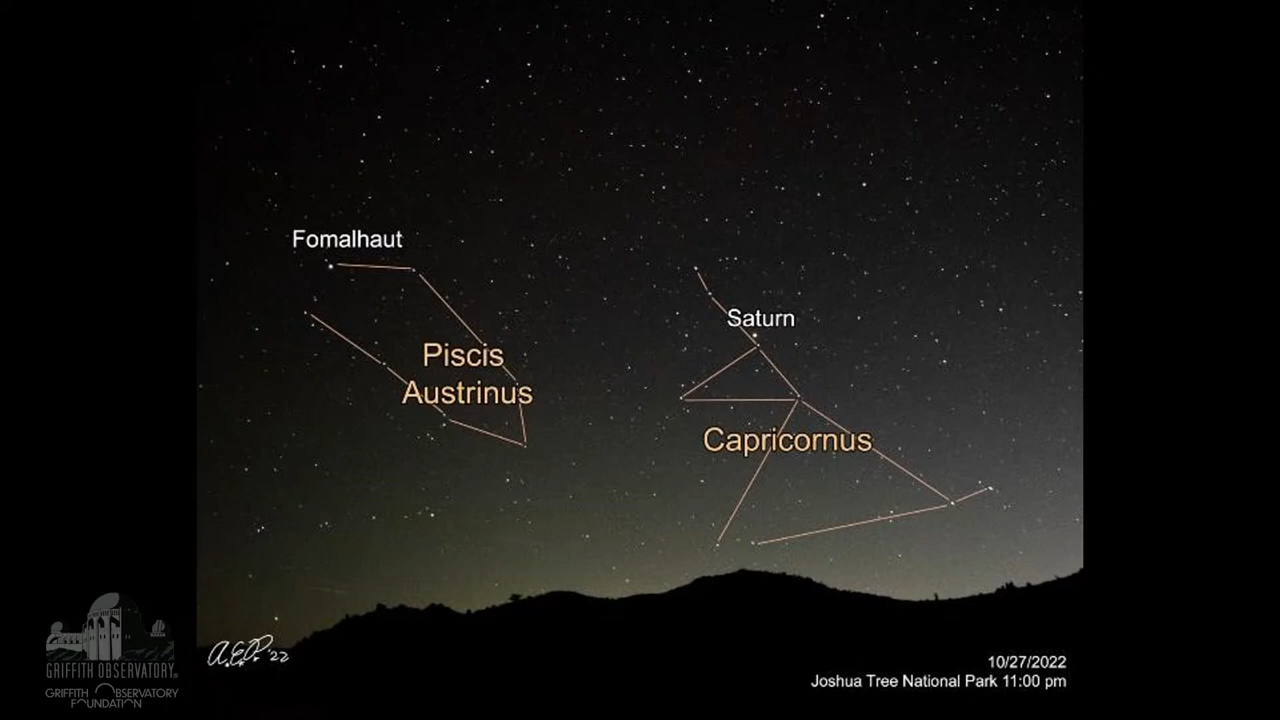 Fomalhaut
Saturn
Piscis
Austrinus
Capricornus
A.E.P. '22
10/27/2022
Joshua Tree National Park 11:00 pm
GRIFFITH OBSERVATORY®
GRIFFITH OBSERVATORY
FOUNDATION